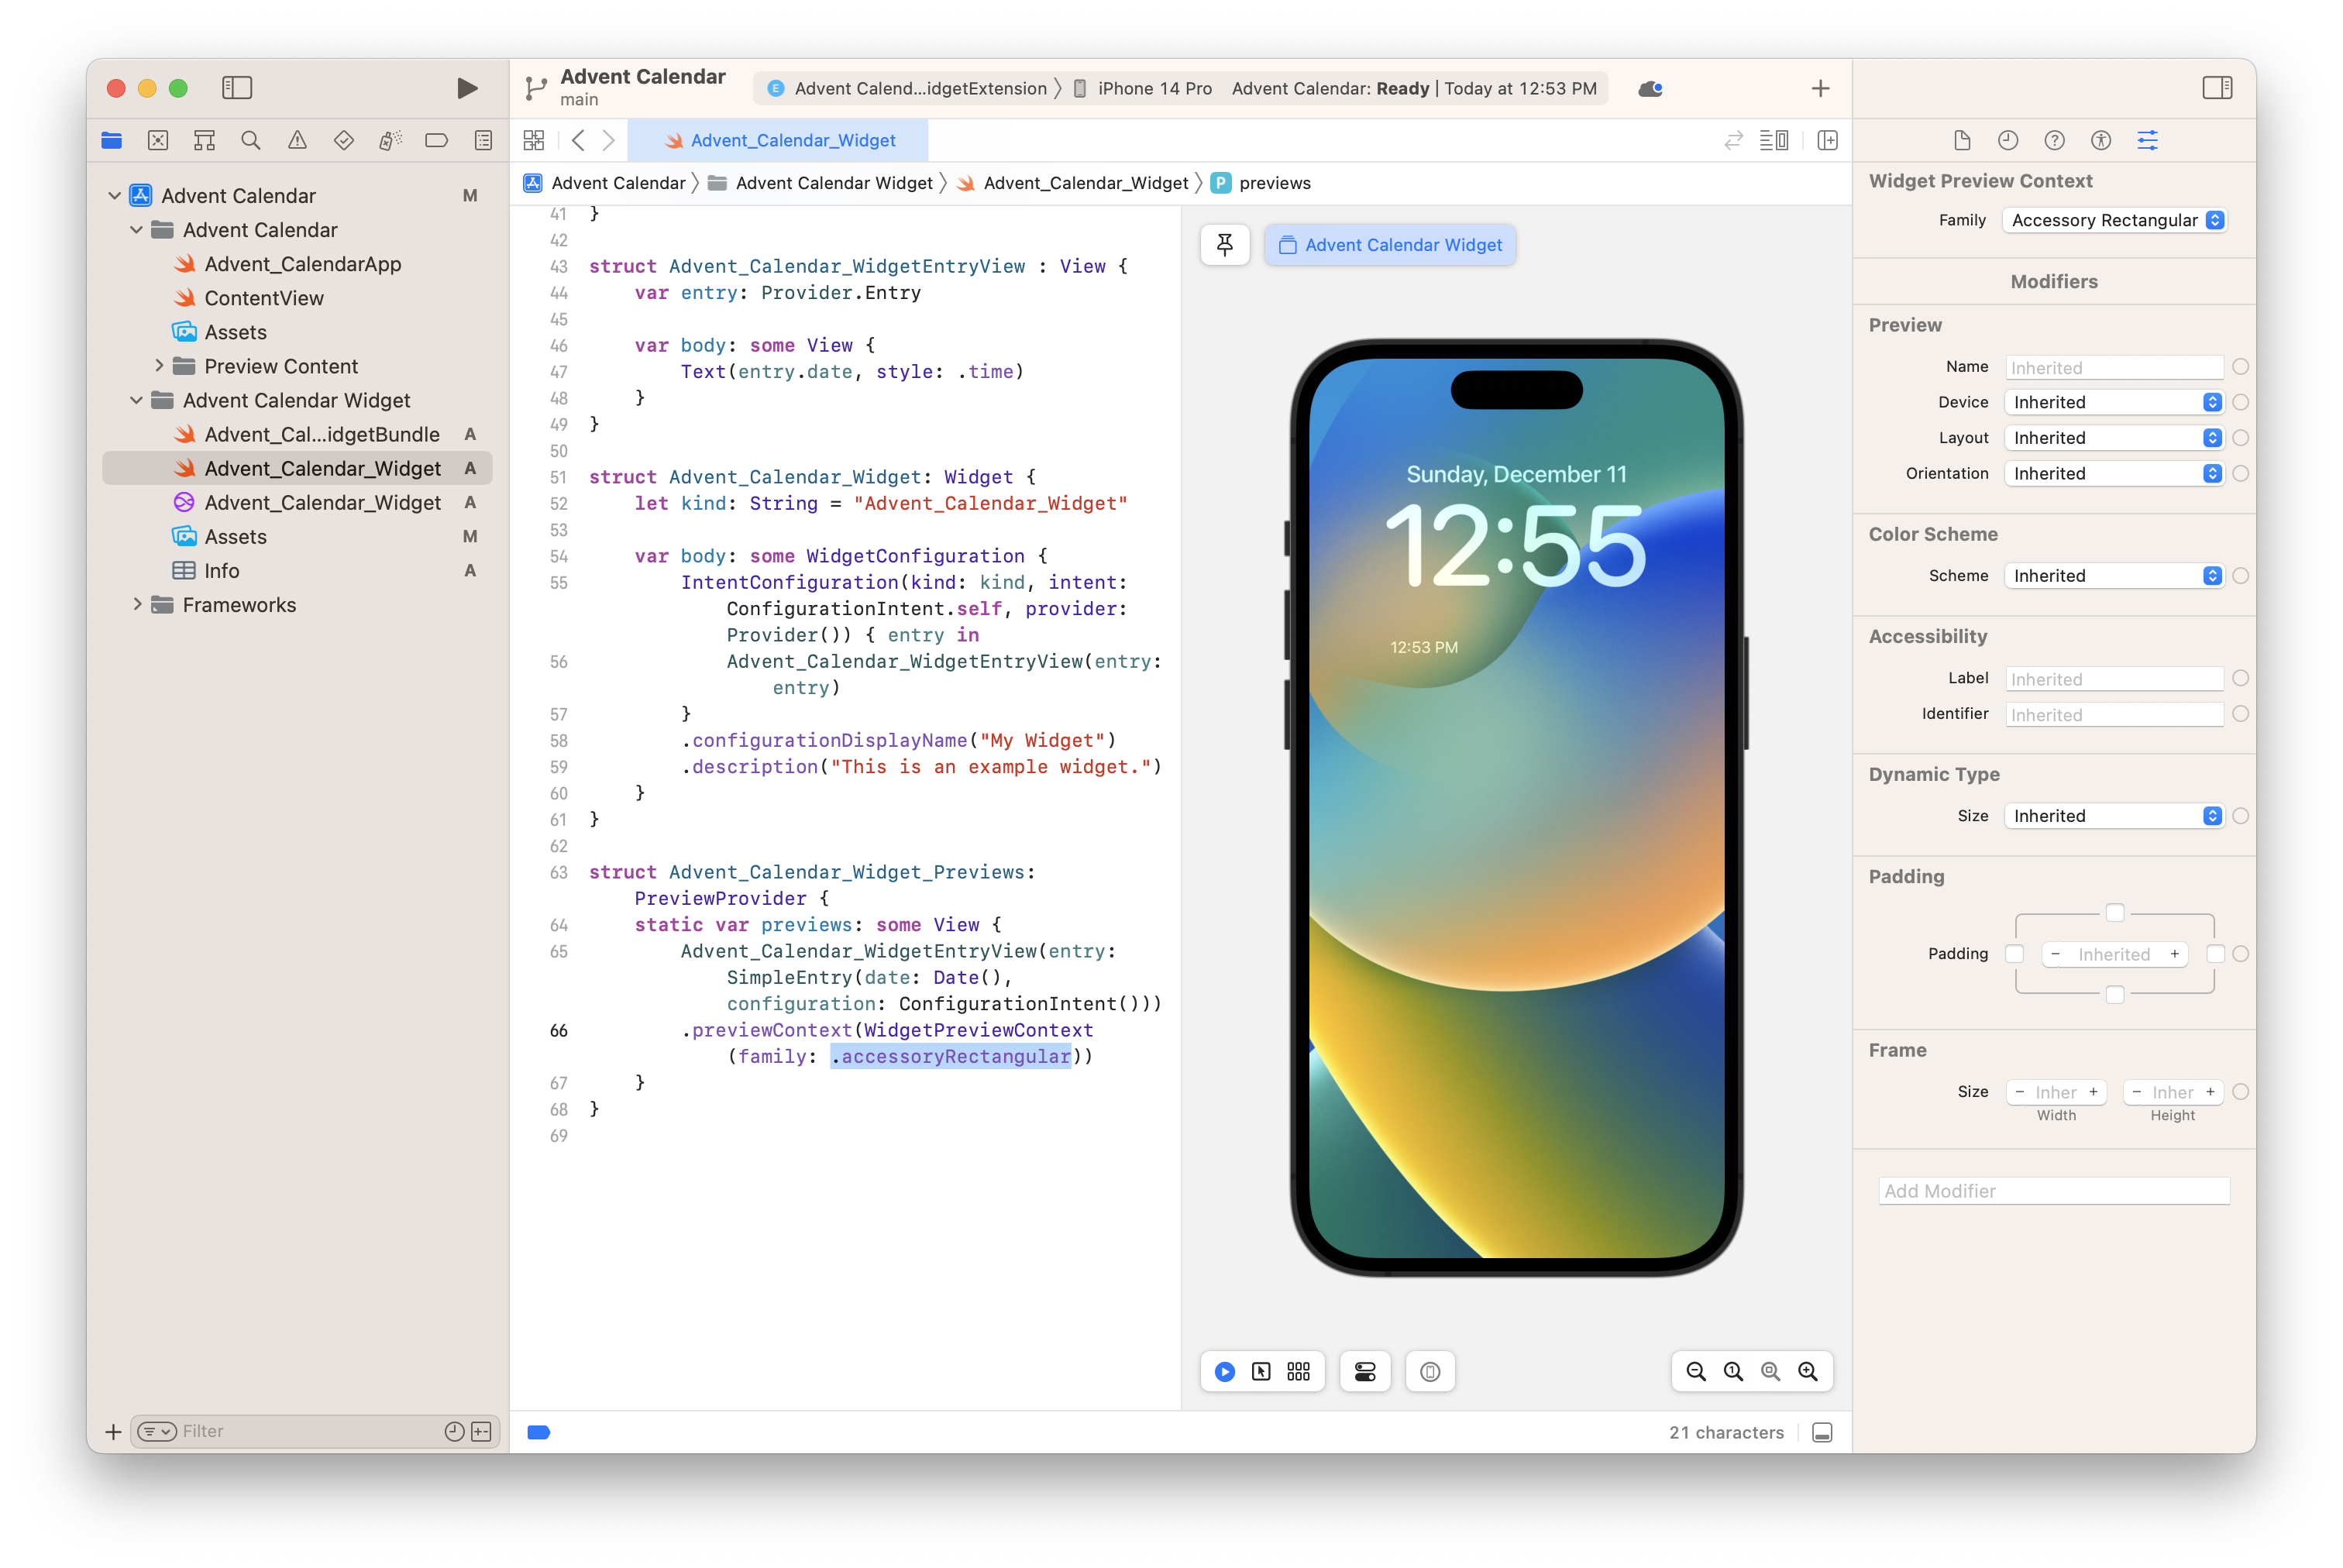 Advent Calendar
main
Advent Calend...idgetExtension
iPhone 14 Pro
Advent Calendar: Ready | Today at 12:53 PM
Advent_Calendar_Widget
Advent Calendar
Advent Calendar Widget
Advent_Calendar_Widget
P previews
Advent Calendar M
Advent Calendar
Advent_CalendarApp
ContentView
Assets
Preview Content
Advent Calendar Widget
Advent_Cal...idgetBundle A
Advent_Calendar_Widget A
Advent_Calendar_Widget A
Assets M
Info A
Frameworks
Filter
41 }
42
43 struct Advent_Calendar_WidgetEntryView : View {
44 var entry: Provider.Entry
45
46 var body: some View {
47 Text(entry.date, style: .time)
48 }
49 }
50
51 struct Advent_Calendar_Widget: Widget {
52 let kind: String = "Advent_Calendar_Widget"
53
54 var body: some WidgetConfiguration {
55 IntentConfiguration(kind: kind, intent:
ConfigurationIntent.self, provider:
Provider()) { entry in
56 Advent_Calendar_WidgetEntryView(entry:
entry)
57 }
58 .configurationDisplayName("My Widget")
59 .description("This is an example widget.")
60 }
61 }
62
63 struct Advent_Calendar_Widget_Previews:
PreviewProvider {
64 static var previews: some View {
65 Advent_Calendar_WidgetEntryView(entry:
SimpleEntry(date: Date(),
configuration: ConfigurationIntent()))
66 .previewContext(WidgetPreviewContext
(family: .accessoryRectangular))
67 }
68 }
69
Advent Calendar Widget
Sunday, December 11
12:55
12:53 PM
21 characters
Widget Preview Context
Family Accessory Rectangular
Modifiers
Preview
Name Inherited
Device Inherited
Layout Inherited
Orientation Inherited
Color Scheme
Scheme Inherited
Accessibility
Label Inherited
Identifier Inherited
Dynamic Type
Size Inherited
Padding
Padding - Inherited +
Frame
Size - Inher + - Inher +
Width Height
Add Modifier